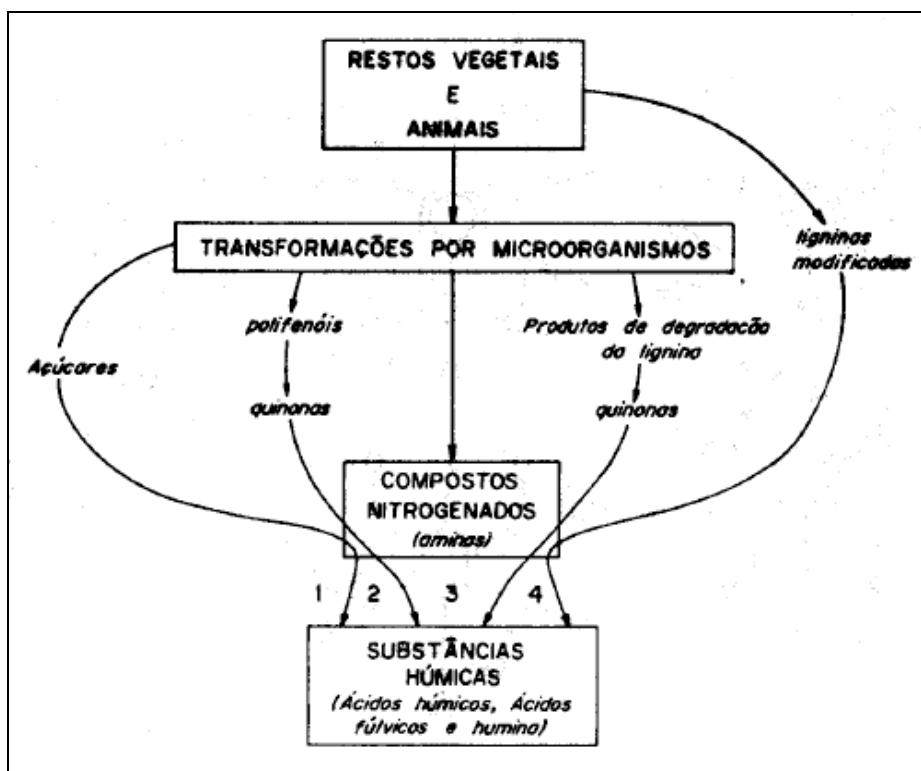 RESTOS VEGETAIS
E
ANIMAIS
TRANSFORMAÇÕES POR MICROORGANISMOS
ligninas
modificadas
polifenóis
Produtos de degradação
da lignina
Açúcares
quinonas
quinonas
COMPOSTOS
NITROGENADOS
(aminas)
1 2 3 4
SUBSTÂNCIAS
HÚMICAS
(Ácidos húmicos, Ácidos
fúlvicos e humina)